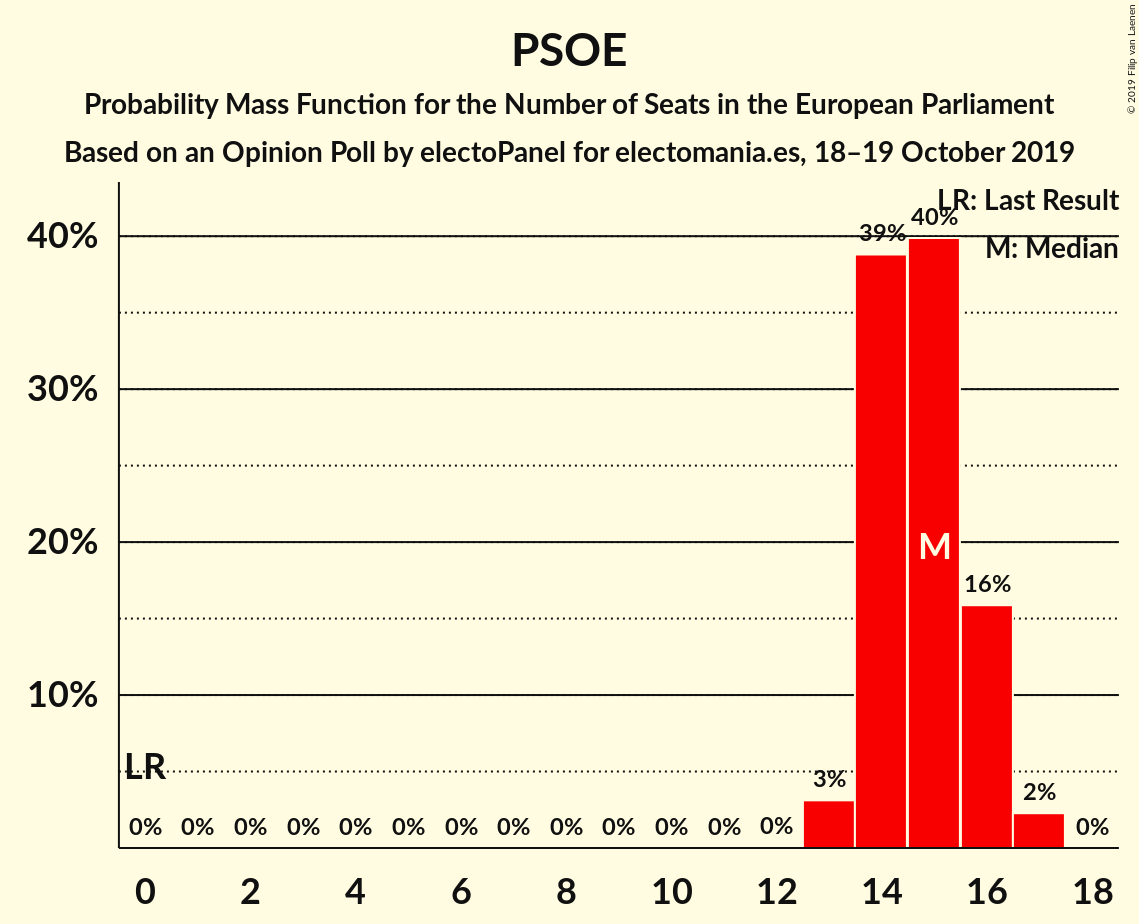 PSOE
Probability Mass Function for the Number of Seats in the European Parliament
Based on an Opinion Poll by electoPanel for electomania.es, 18–19 October 2019
© 2019 Filip van Laenen
LR: Last Result
M: Median
40%
30%
20%
10%
LR
0% 0% 0% 0% 0% 0% 0% 0% 0% 0% 0% 0% 0% 3% 39% 40% 16% 2% 0%
M
0 2 4 6 8 10 12 14 16 18